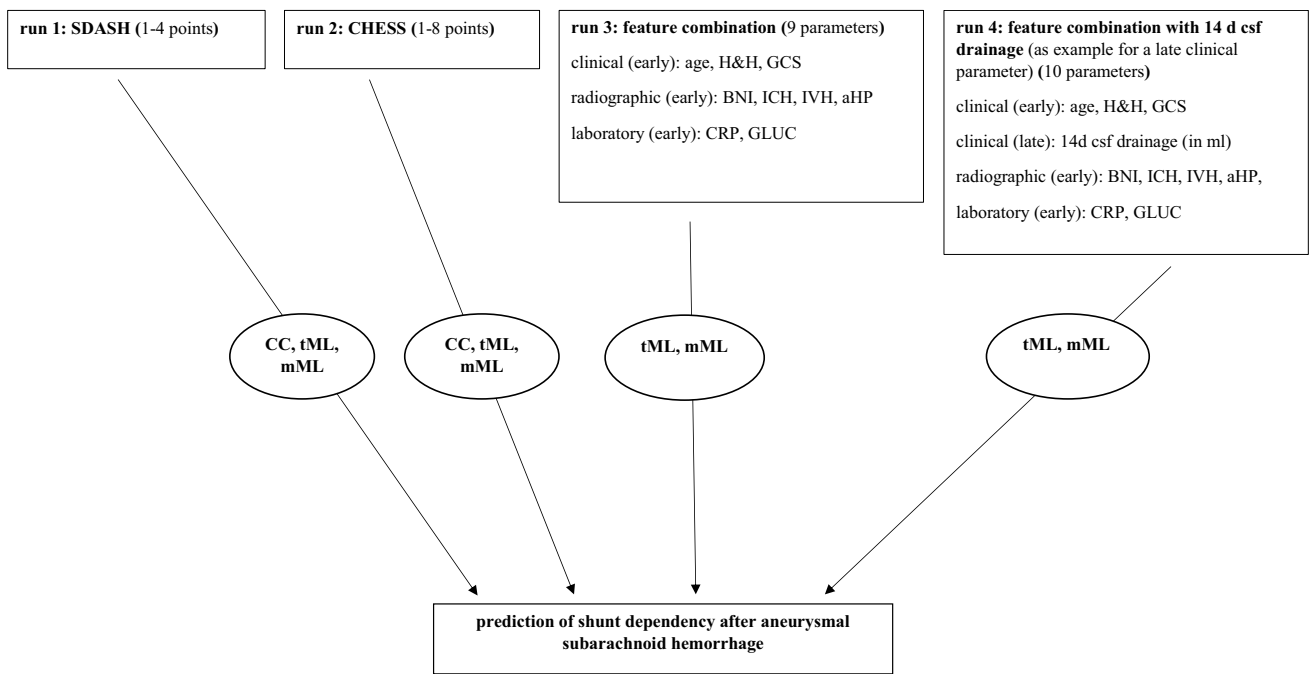 run 1: SDASH (1-4 points)
run 2: CHESS (1-8 points)
run 3: feature combination (9 parameters)
clinical (early): age, H&H, GCS
radiographic (early): BNI, ICH, IVH, aHP
laboratory (early): CRP, GLUC
run 4: feature combination with 14 d csf
drainage (as example for a late clinical
parameter) (10 parameters)
clinical (early): age, H&H, GCS
clinical (late): 14d csf drainage (in ml)
radiographic (early): BNI, ICH, IVH, aHP,
laboratory (early): CRP, GLUC
CC, tML,
mML
CC, tML,
mML
tML, mML
tML, mML
prediction of shunt dependency after aneurysmal
subarachnoid hemorrhage